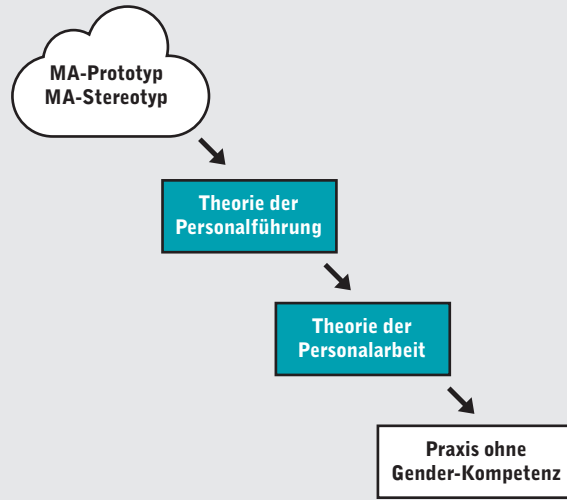 MA-Prototyp
MA-Stereotyp
Theorie der
Personalführung
Theorie der
Personalarbeit
Praxis ohne
Gender-Kompetenz